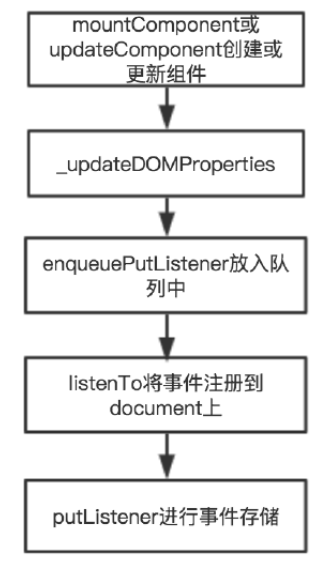 mountComponent或
updateComponent创建或
更新组件
_updateDOMProperties
enqueuePutListener放入队
列中
listenTo将事件注册到
document上
putListener进行事件存储